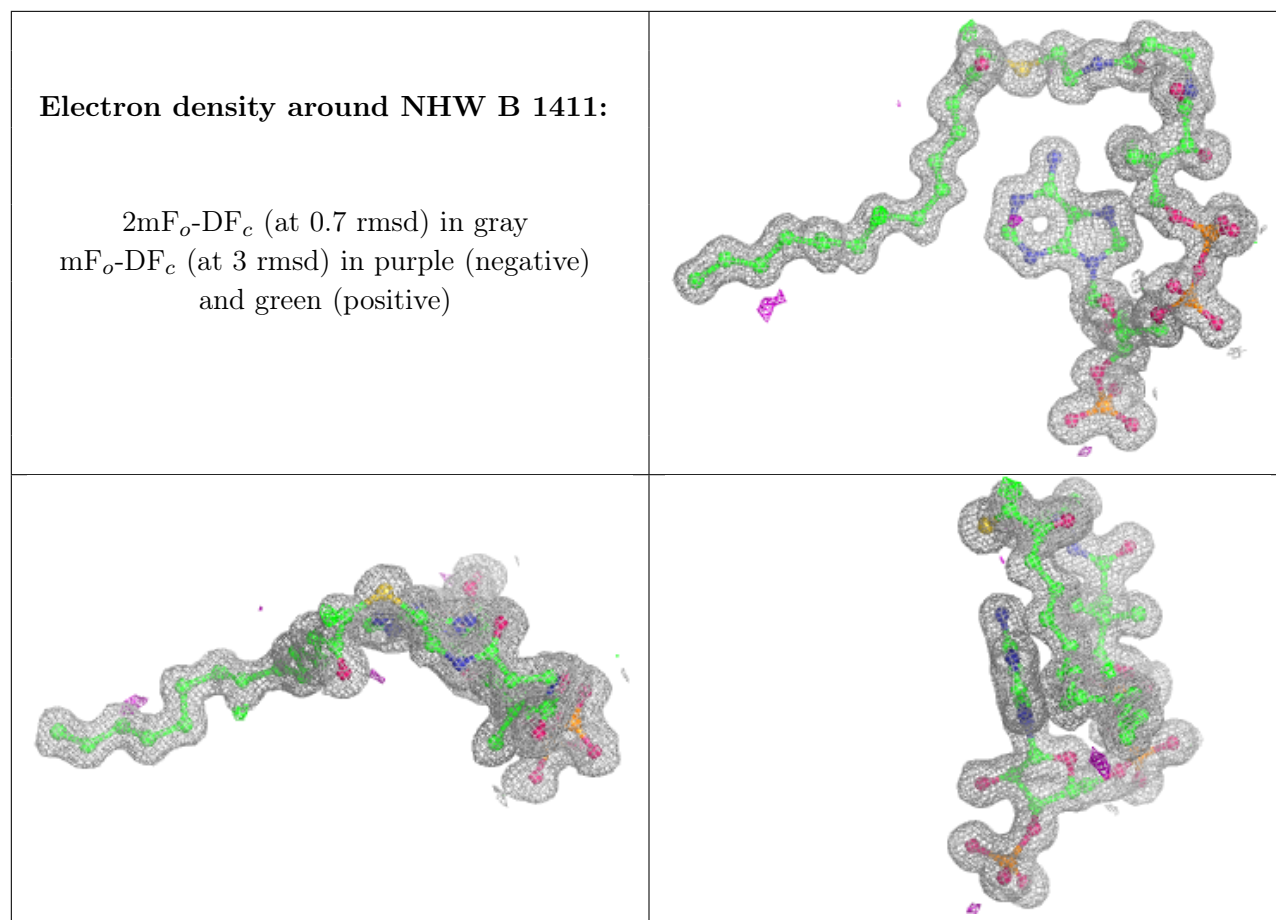 Electron density around NHW B 1411:
2mFo-DFc (at 0.7 rmsd) in gray
mFo-DFc (at 3 rmsd) in purple (negative)
and green (positive)